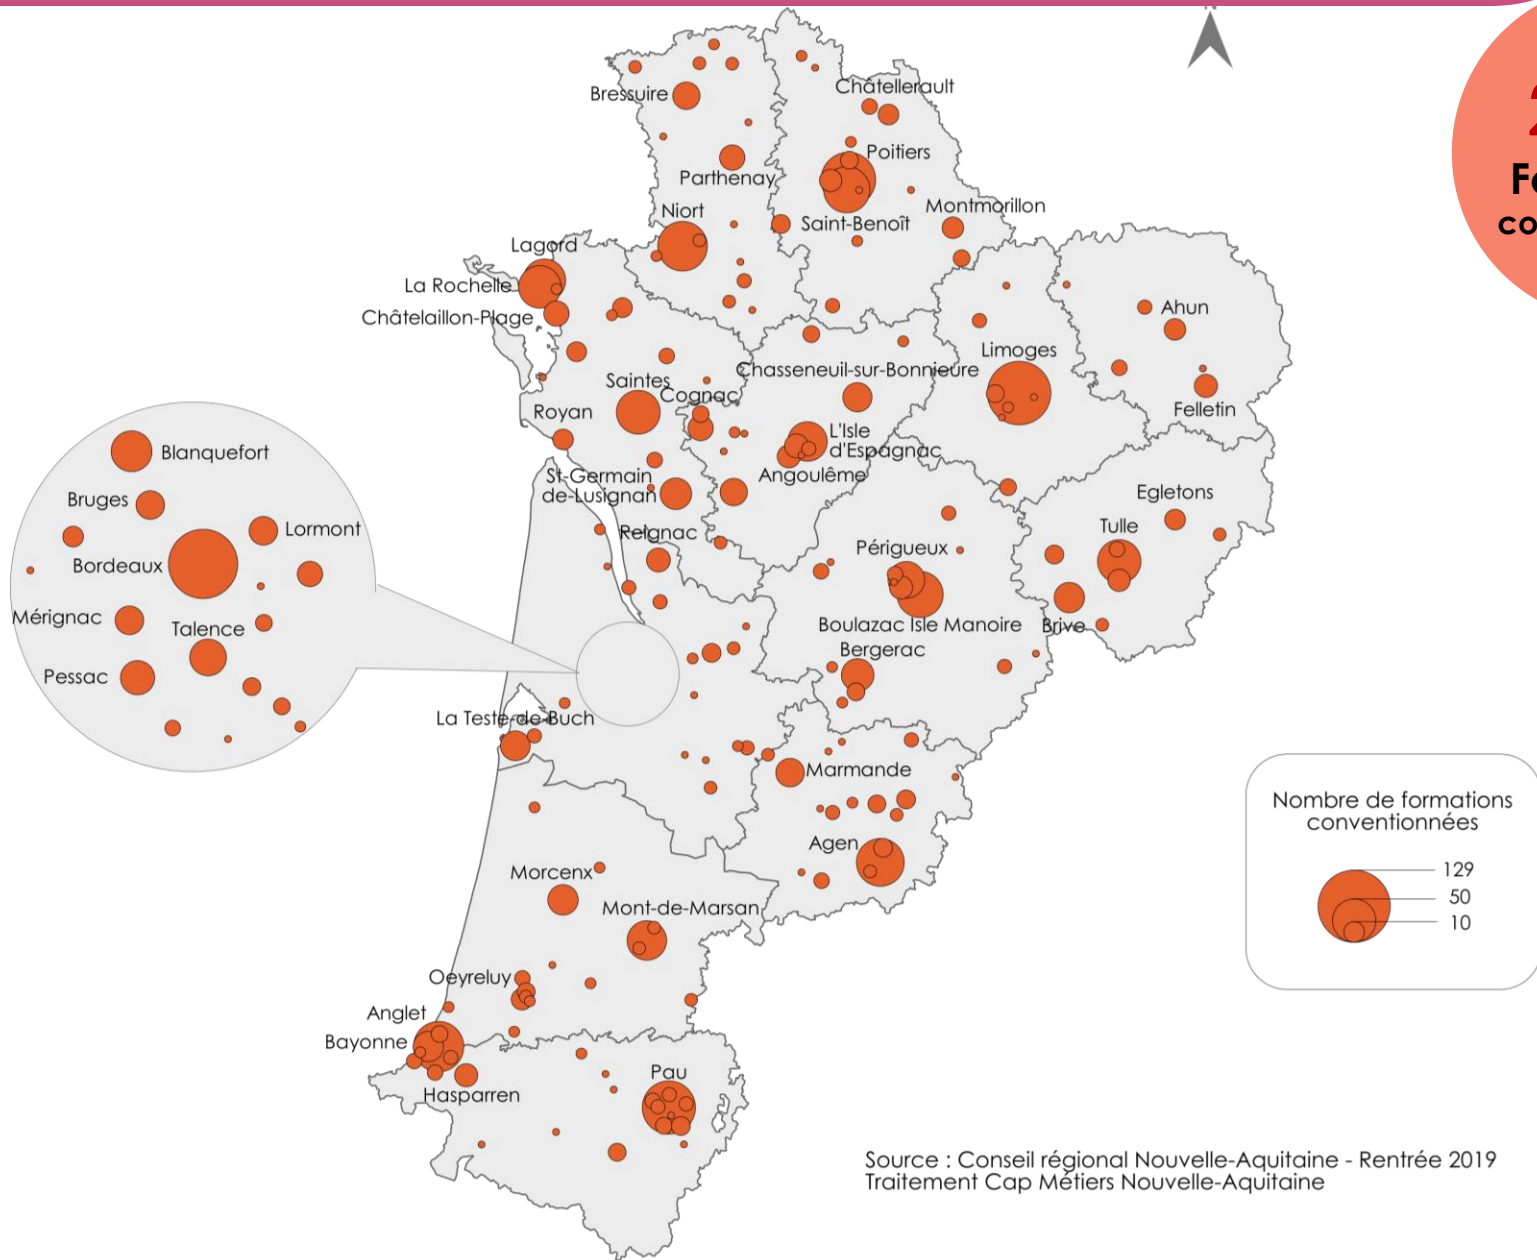 Bressuire
Châtellerault
Poitiers
Parthenay
Niort
Saint-Benoît
Montmorillon
Lagord
La Rochelle
Châtelaillon-Plage
Ahun
Limoges
Chasseneuil-sur-Bonnieure
Saintes
Cognac
Felletin
Royan
L'Isle
d'Espagnac
Angoulême
St-Germain
de-Lusignan
Blanquefort
Bruges
Lormont
Bordeaux
Mérignac
Talence
Pessac
Reignac
Egletons
Tulle
Périgueux
Boulazac Isle Manoire
Brive
Bergerac
La Teste-de-Buch
Marmande
Agen
Morcenx
Mont-de-Marsan
Oeyreluy
Anglet
Bayonne
Hasparren
Pau
Nombre de formations
conventionnées
129
50
10
Source : Conseil régional Nouvelle-Aquitaine - Rentrée 2019
Traitement Cap Métiers Nouvelle-Aquitaine